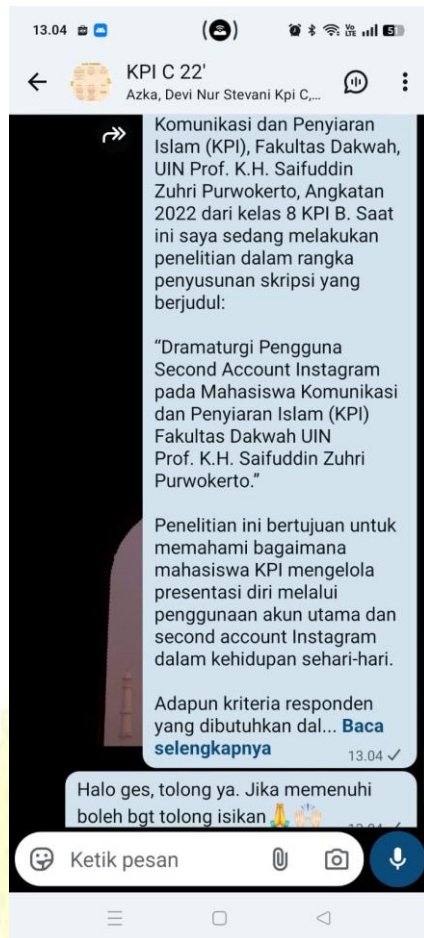 13.04
5
KPI C 22'
Azka, Devi Nur Stevani Kpi C,...
Komunikasi dan Penyiaran
Islam (KPI), Fakultas Dakwah,
UIN Prof. K.H. Saifuddin
Zuhri Purwokerto, Angkatan
2022 dari kelas 8 KPI B. Saat
ini saya sedang melakukan
penelitian dalam rangka
penyusunan skripsi yang
berjudul:
“Dramaturgi Pengguna
Second Account Instagram
pada Mahasiswa Komunikasi
dan Penyiaran Islam (KPI)
Fakultas Dakwah UIN
Prof. K.H. Saifuddin Zuhri
Purwokerto.”
Penelitian ini bertujuan untuk
memahami bagaimana
mahasiswa KPI mengelola
presentasi diri melalui
penggunaan akun utama dan
second account Instagram
dalam kehidupan sehari-hari.
Adapun kriteria responden
yang dibutuhkan dal... Baca
selengkapnya 13.04
Halo ges, tolong ya. Jika memenuhi
boleh bgt tolong isikan 🙏🏻 🙌🏻
Ketik pesan